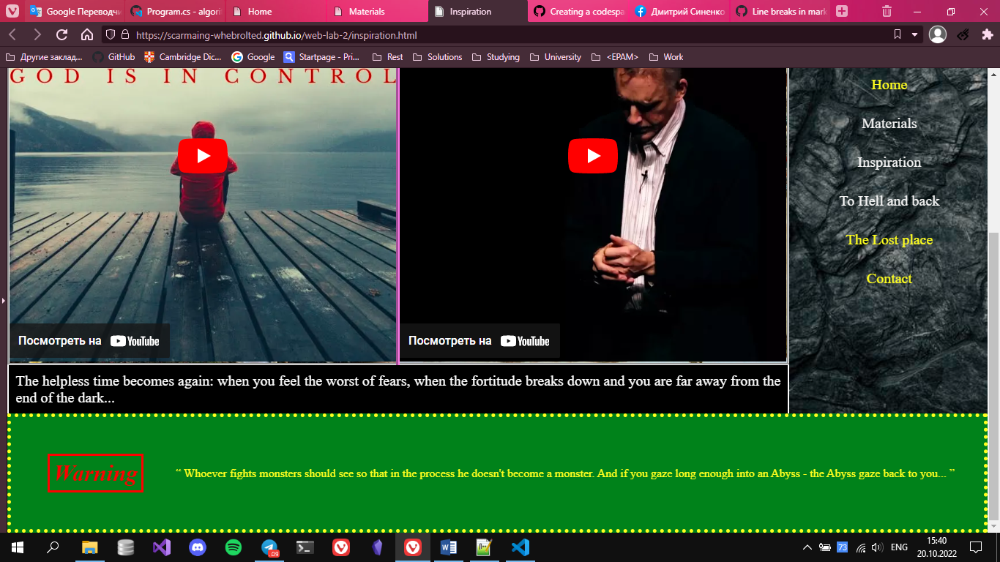 Google Переводчи
Program.cs - algori
Home
Materials
Inspiration
Creating a codespa
Дмитрий Синенко
Line breaks in mark
https://scarmaing-whebrolted.github.io/web-lab-2/inspiration.html
Другие заклад...
GitHub
Cambridge Dic...
Google
Startpage - Pri...
Rest
Solutions
Studying
University
<EPAM>
Work
GOD IS IN CONTROL
Посмотреть на YouTube
Посмотреть на YouTube
Home
Materials
Inspiration
To Hell and back
The Lost place
Contact
The helpless time becomes again: when you feel the worst of fears, when the fortitude breaks down and you are far away from the
end of the dark...
Warning
“ Whoever fights monsters should see so that in the process he doesn't become a monster. And if you gaze long enough into an Abyss - the Abyss gaze back to you... ”
.09
73
ENG
15:40
20.10.2022